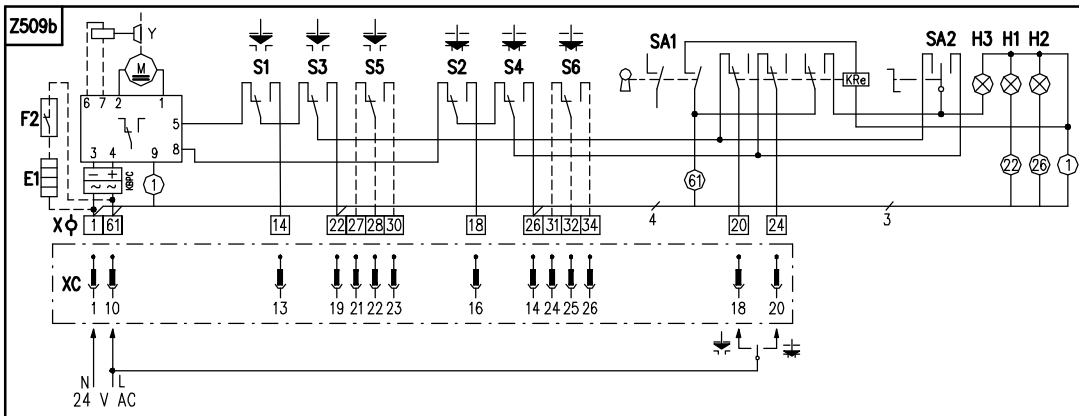 Z509b
Y
M
S1 S3 S5 S2 S4 S6 SA1 SA2 H3 H1 H2
KRe
6 7 2 1
F2
5
8
3 4 9
E1
− +
~ ~
KBPC
1
61
22 26 1
4 3
X
1 61 14 22 27 28 30 18 26 31 32 34 20 24
XC
1 10 13 19 21 22 23 16 14 24 25 26 18 20
N L
24 V AC